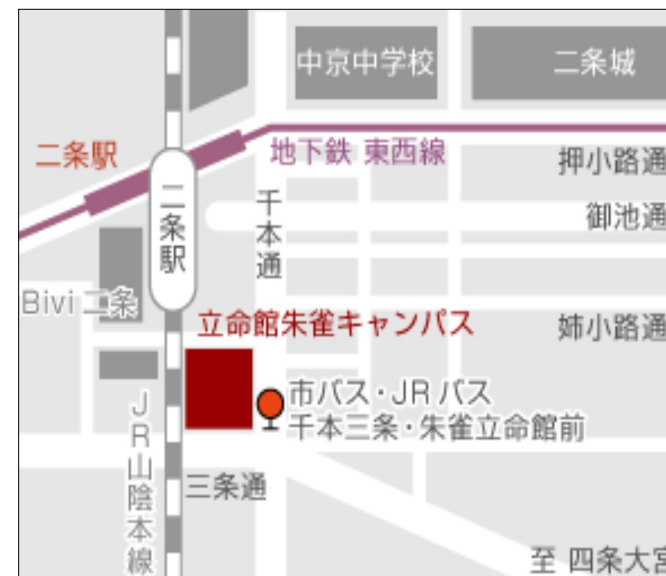 中京中学校
二条城
二条駅
地下鉄 東西線
押小路通
二条駅
千本通
御池通
Bivi 二条
立命館朱雀キャンパス
姉小路通
市バス・JRバス
千本三条・朱雀立命館前
JR山陰本線
三条通
至 四条大宮